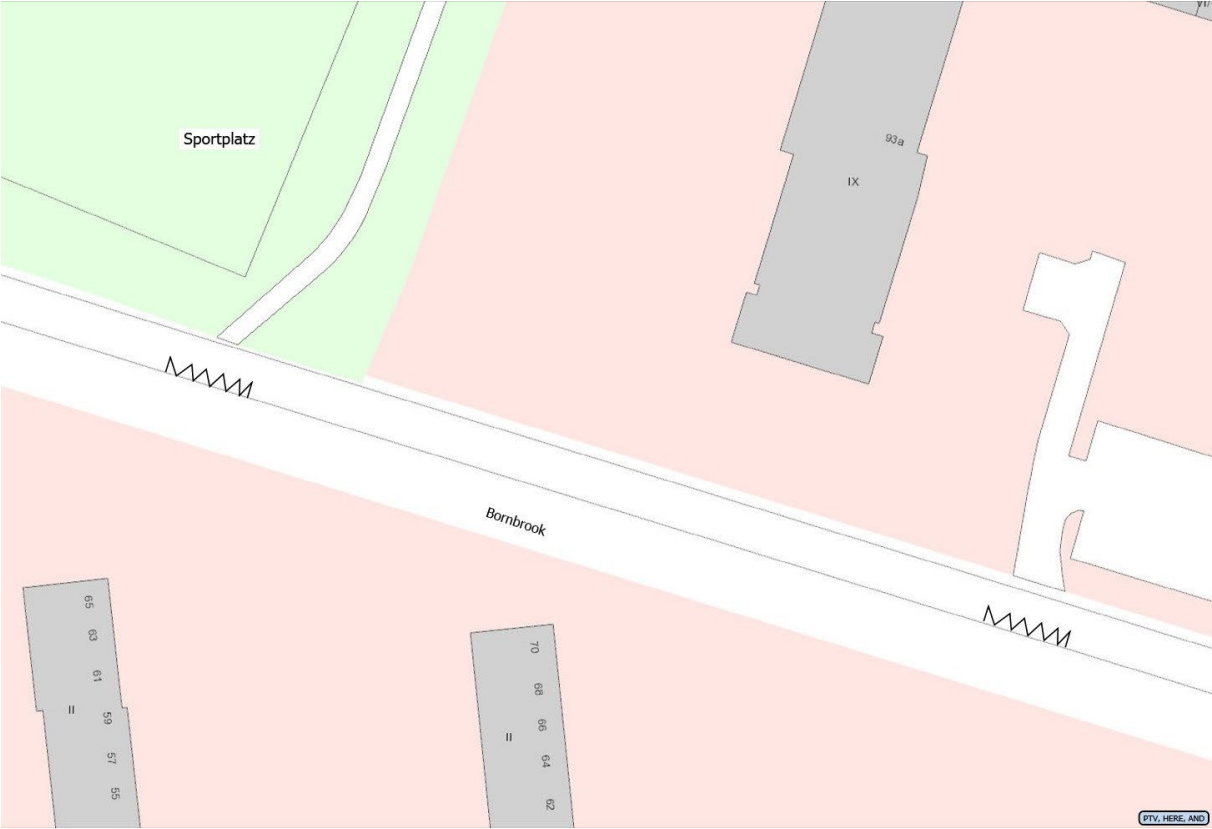 Sportplatz
93a
IX
Bornbrook
65
63
61
II
59
57
55
70
68
66
II
64
62
PTV, HERE, AND